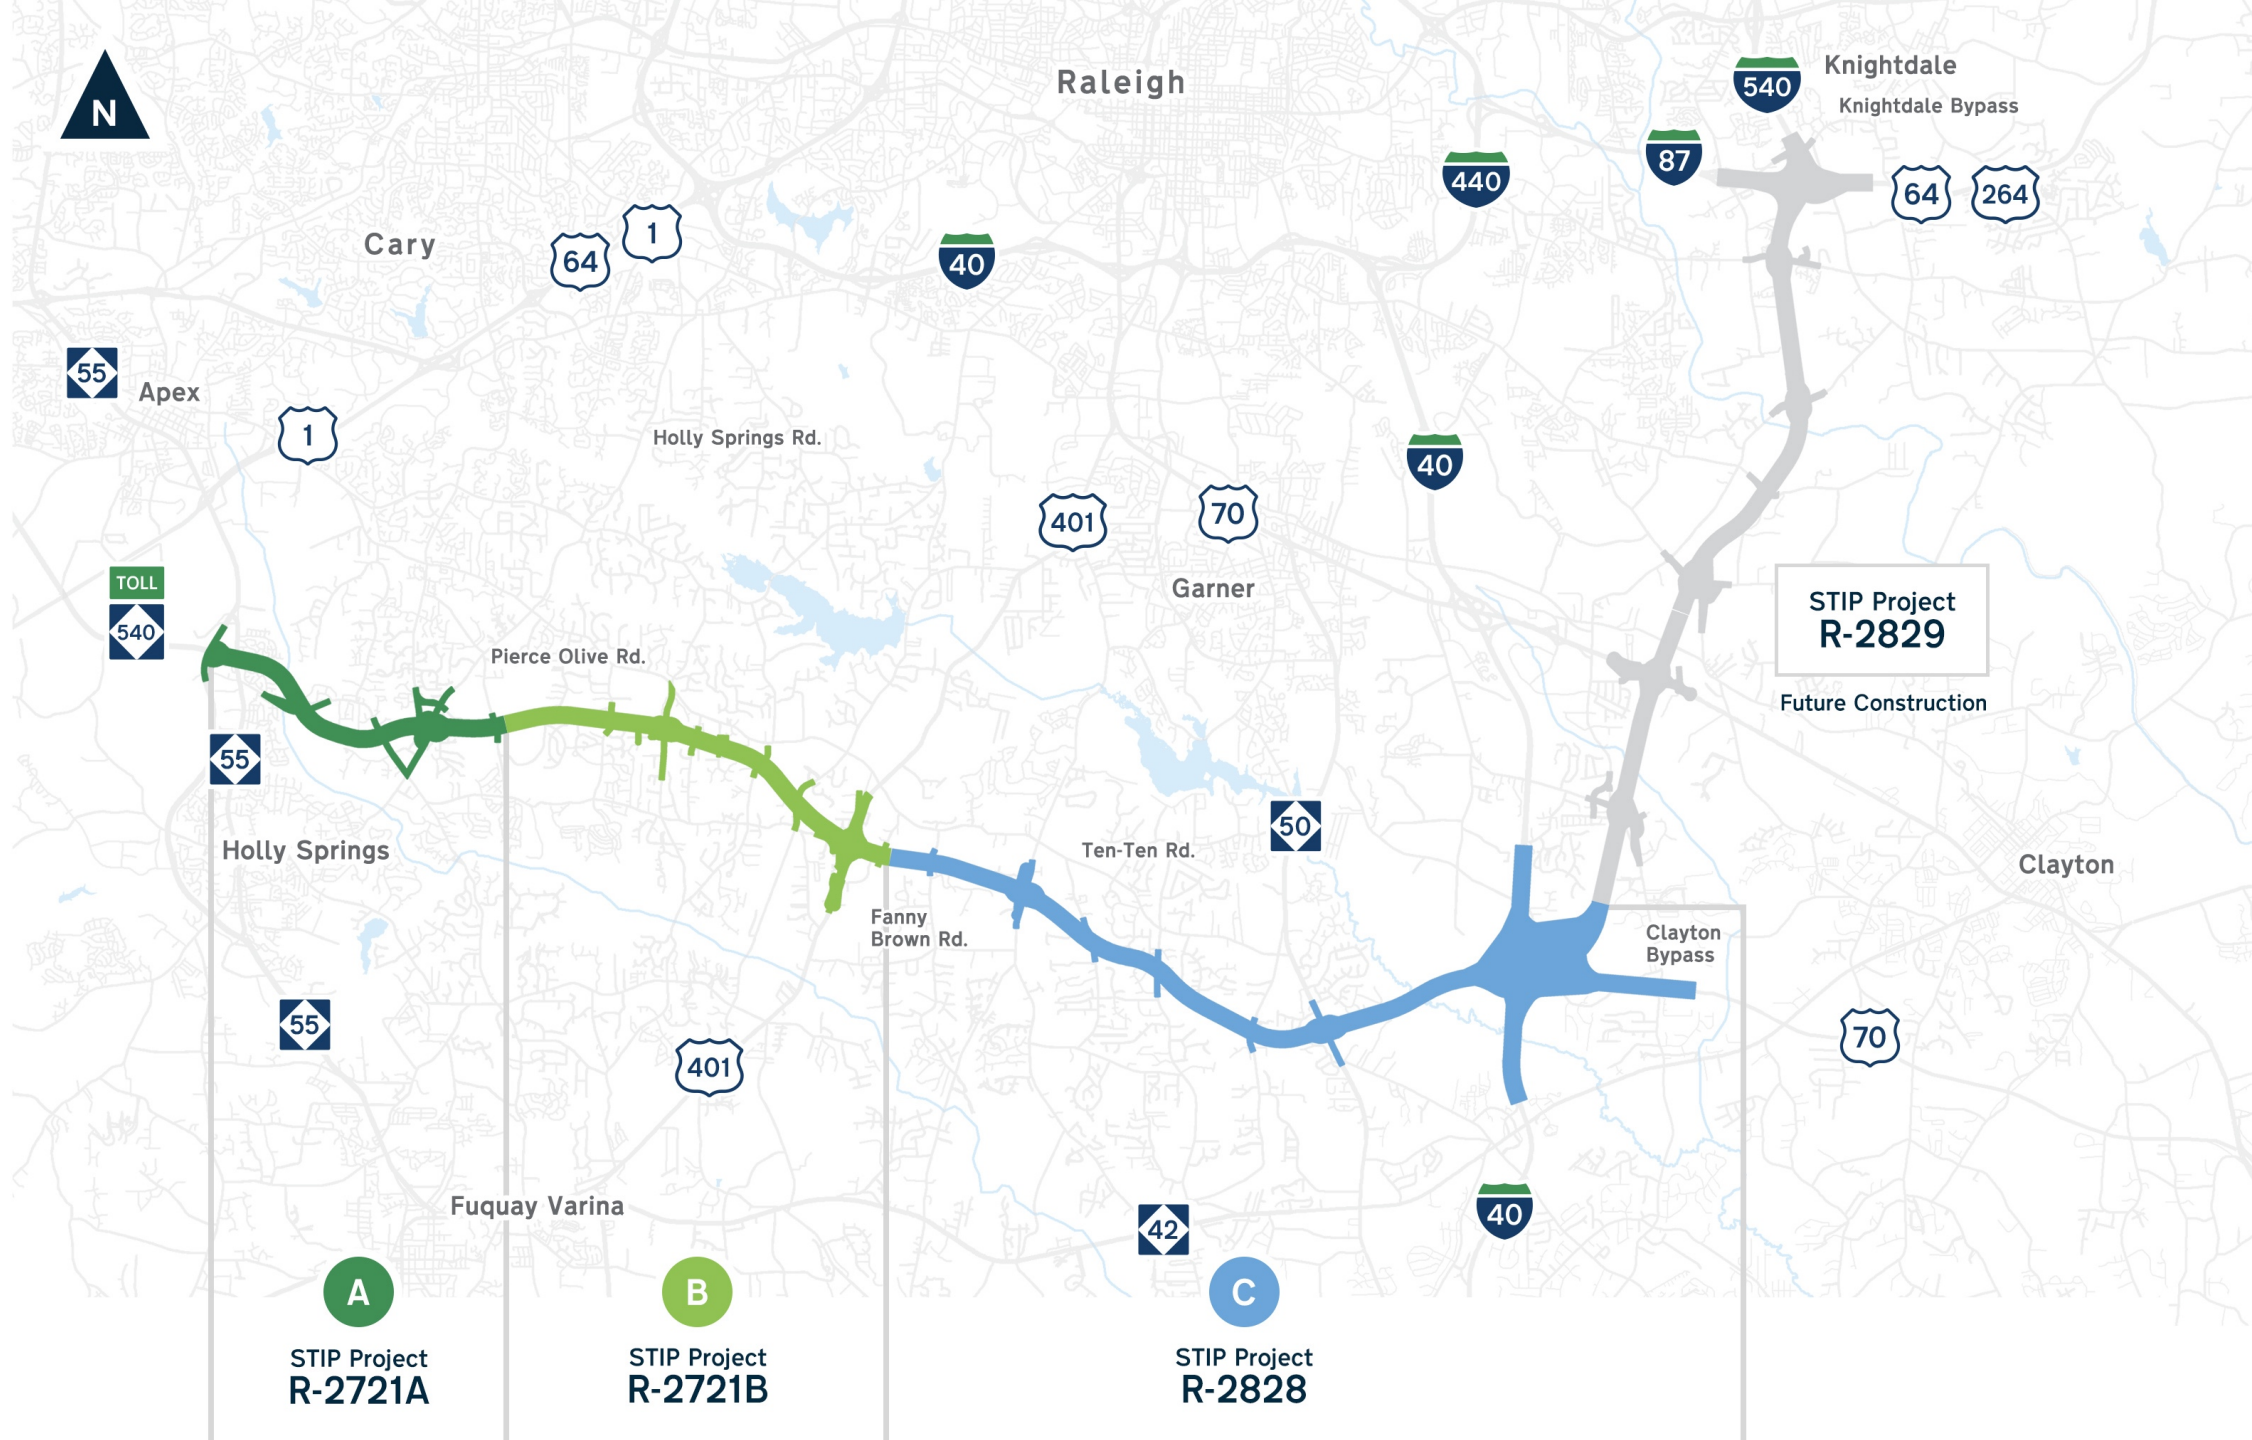 N
Raleigh
540
Knightdale
Knightdale Bypass
87
440
64
264
Cary
64
1
40
55
Apex
1
Holly Springs Rd.
40
401
70
Garner
TOLL
540
STIP Project
R-2829
Future Construction
Pierce Olive Rd.
55
Holly Springs
50
Ten-Ten Rd.
Clayton
Fanny
Brown Rd.
Clayton
Bypass
55
401
70
Fuquay Varina
42
40
A
STIP Project
R-2721A
B
STIP Project
R-2721B
C
STIP Project
R-2828